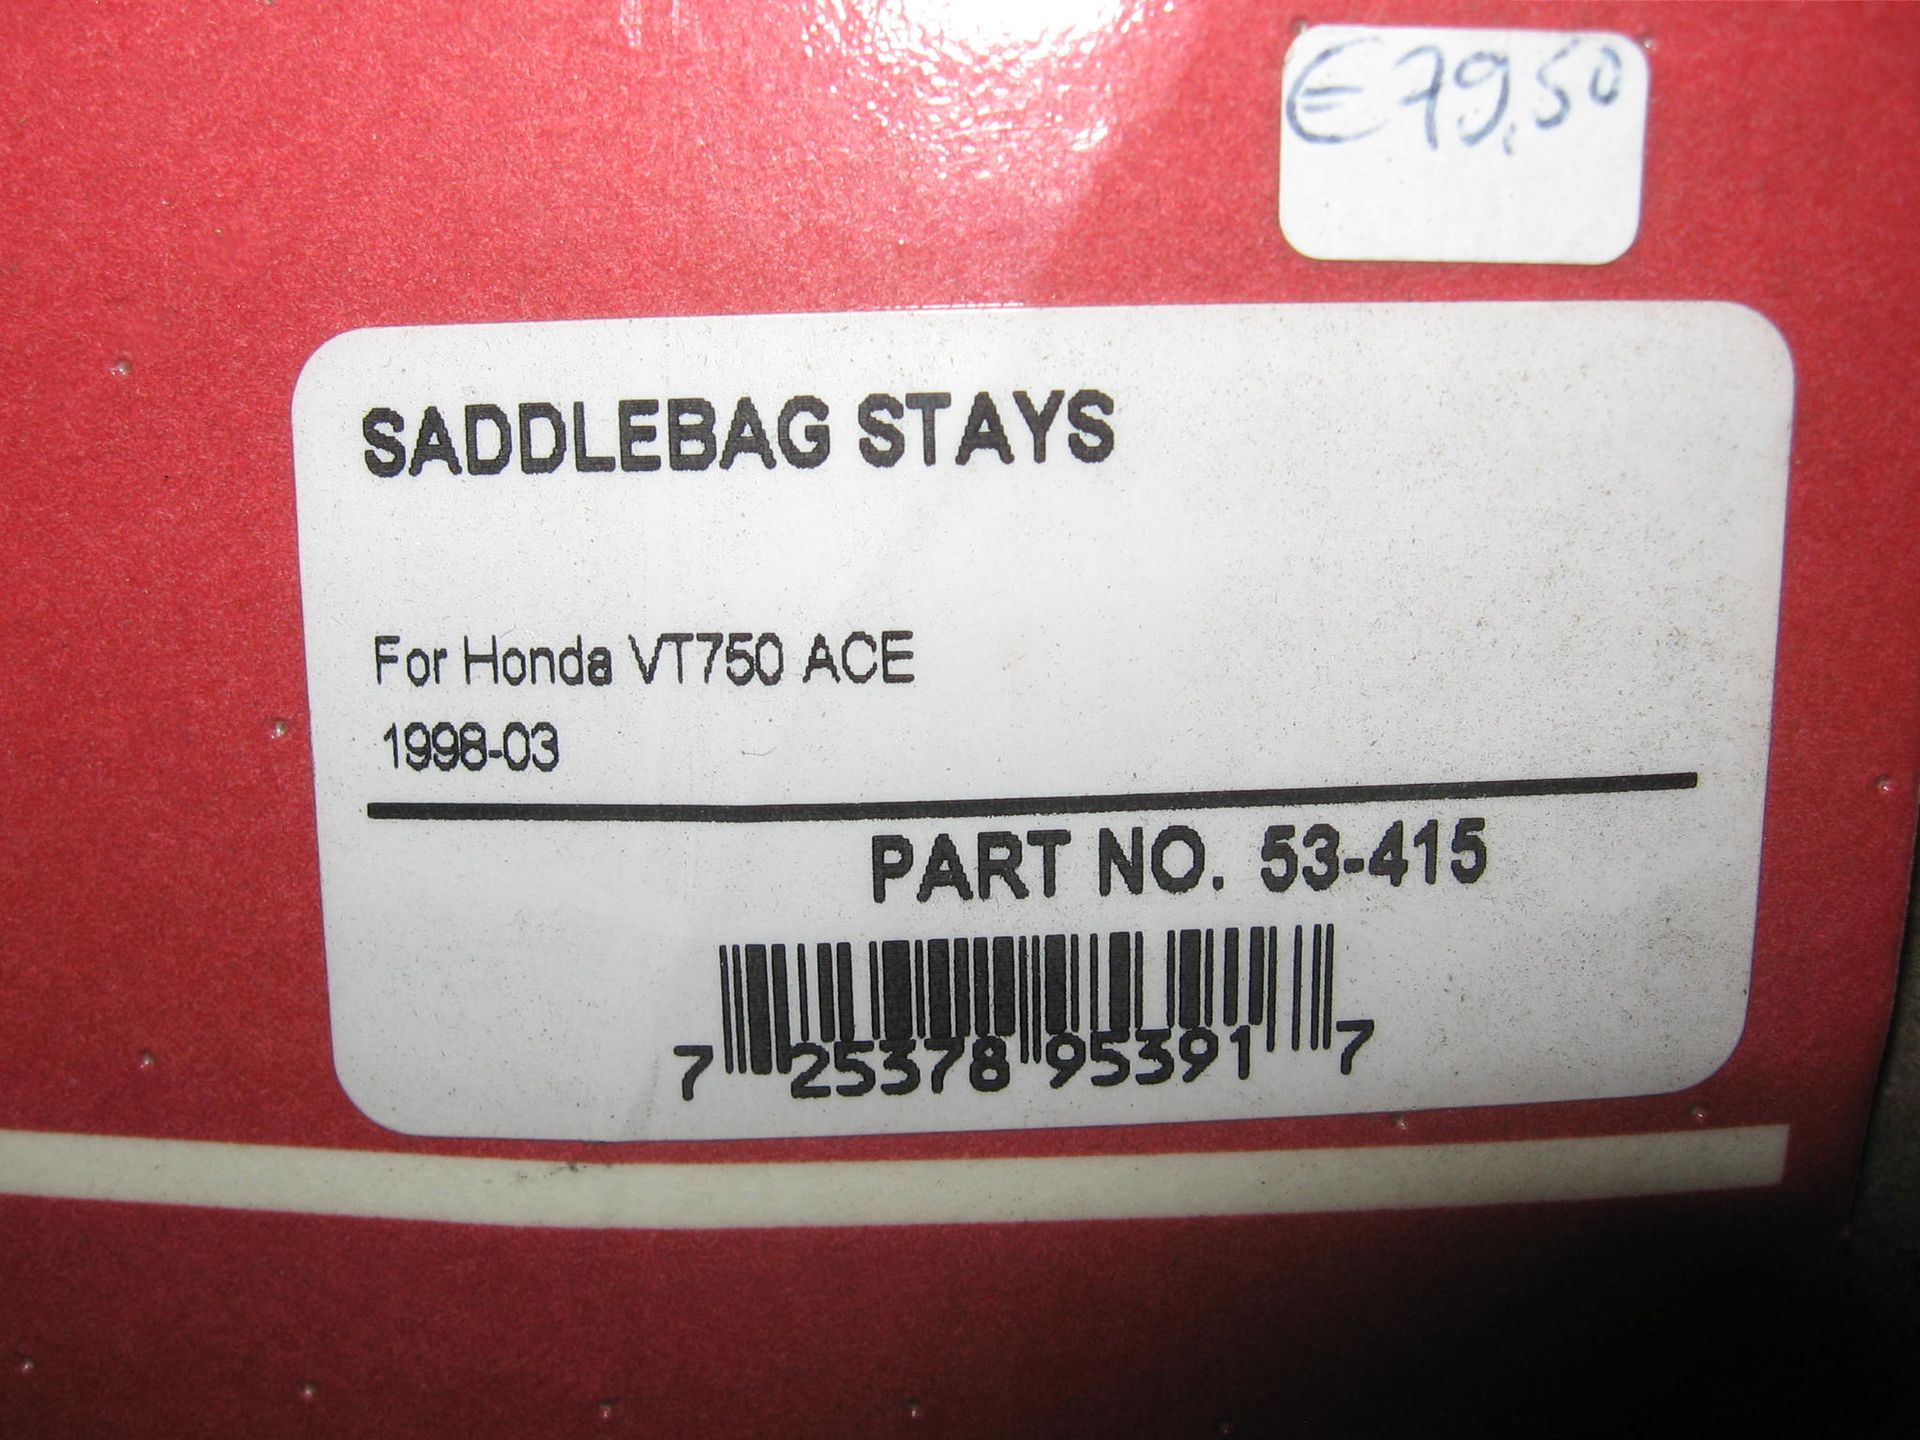 €79,50
SADDLEBAG STAYS
For Honda VT750 ACE
1998-03
PART NO. 53-415
7 25378 95391 7